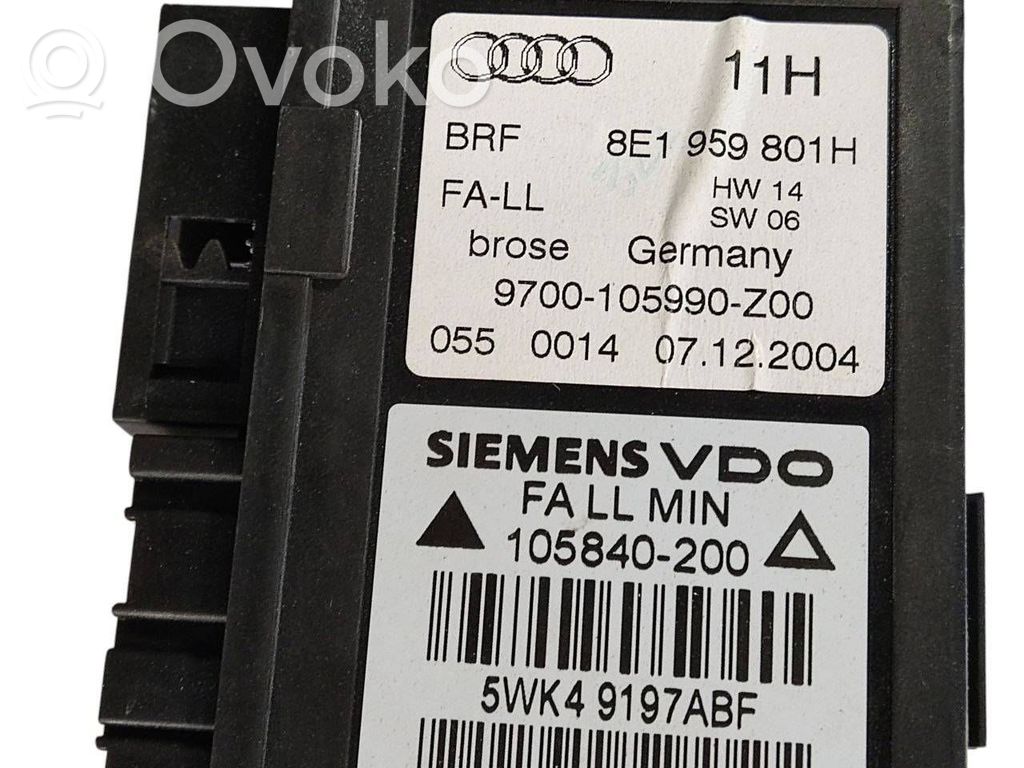 Ovoko
11H
BRF 8E1 959 801H
FA-LL HW 14
SW 06
brose Germany
9700-105990-Z00
055 0014 07.12.2004
SIEMENS VDO
FA LL MIN
105840-200
5WK4 9197ABF